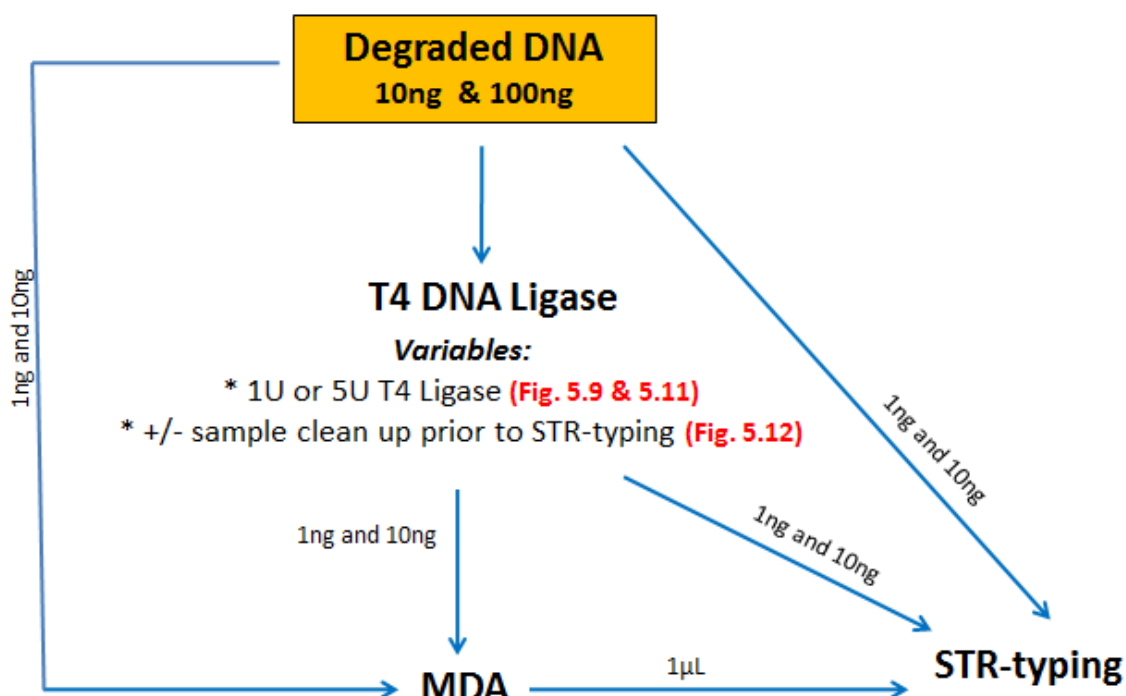 Degraded DNA
10ng & 100ng
1ng and 10ng
T4 DNA Ligase
Variables:
* 1U or 5U T4 Ligase (Fig. 5.9 & 5.11)
* +/- sample clean up prior to STR-typing (Fig. 5.12)
1ng and 10ng
1ng and 10ng
1ng and 10ng
MDA
1µL
STR-typing